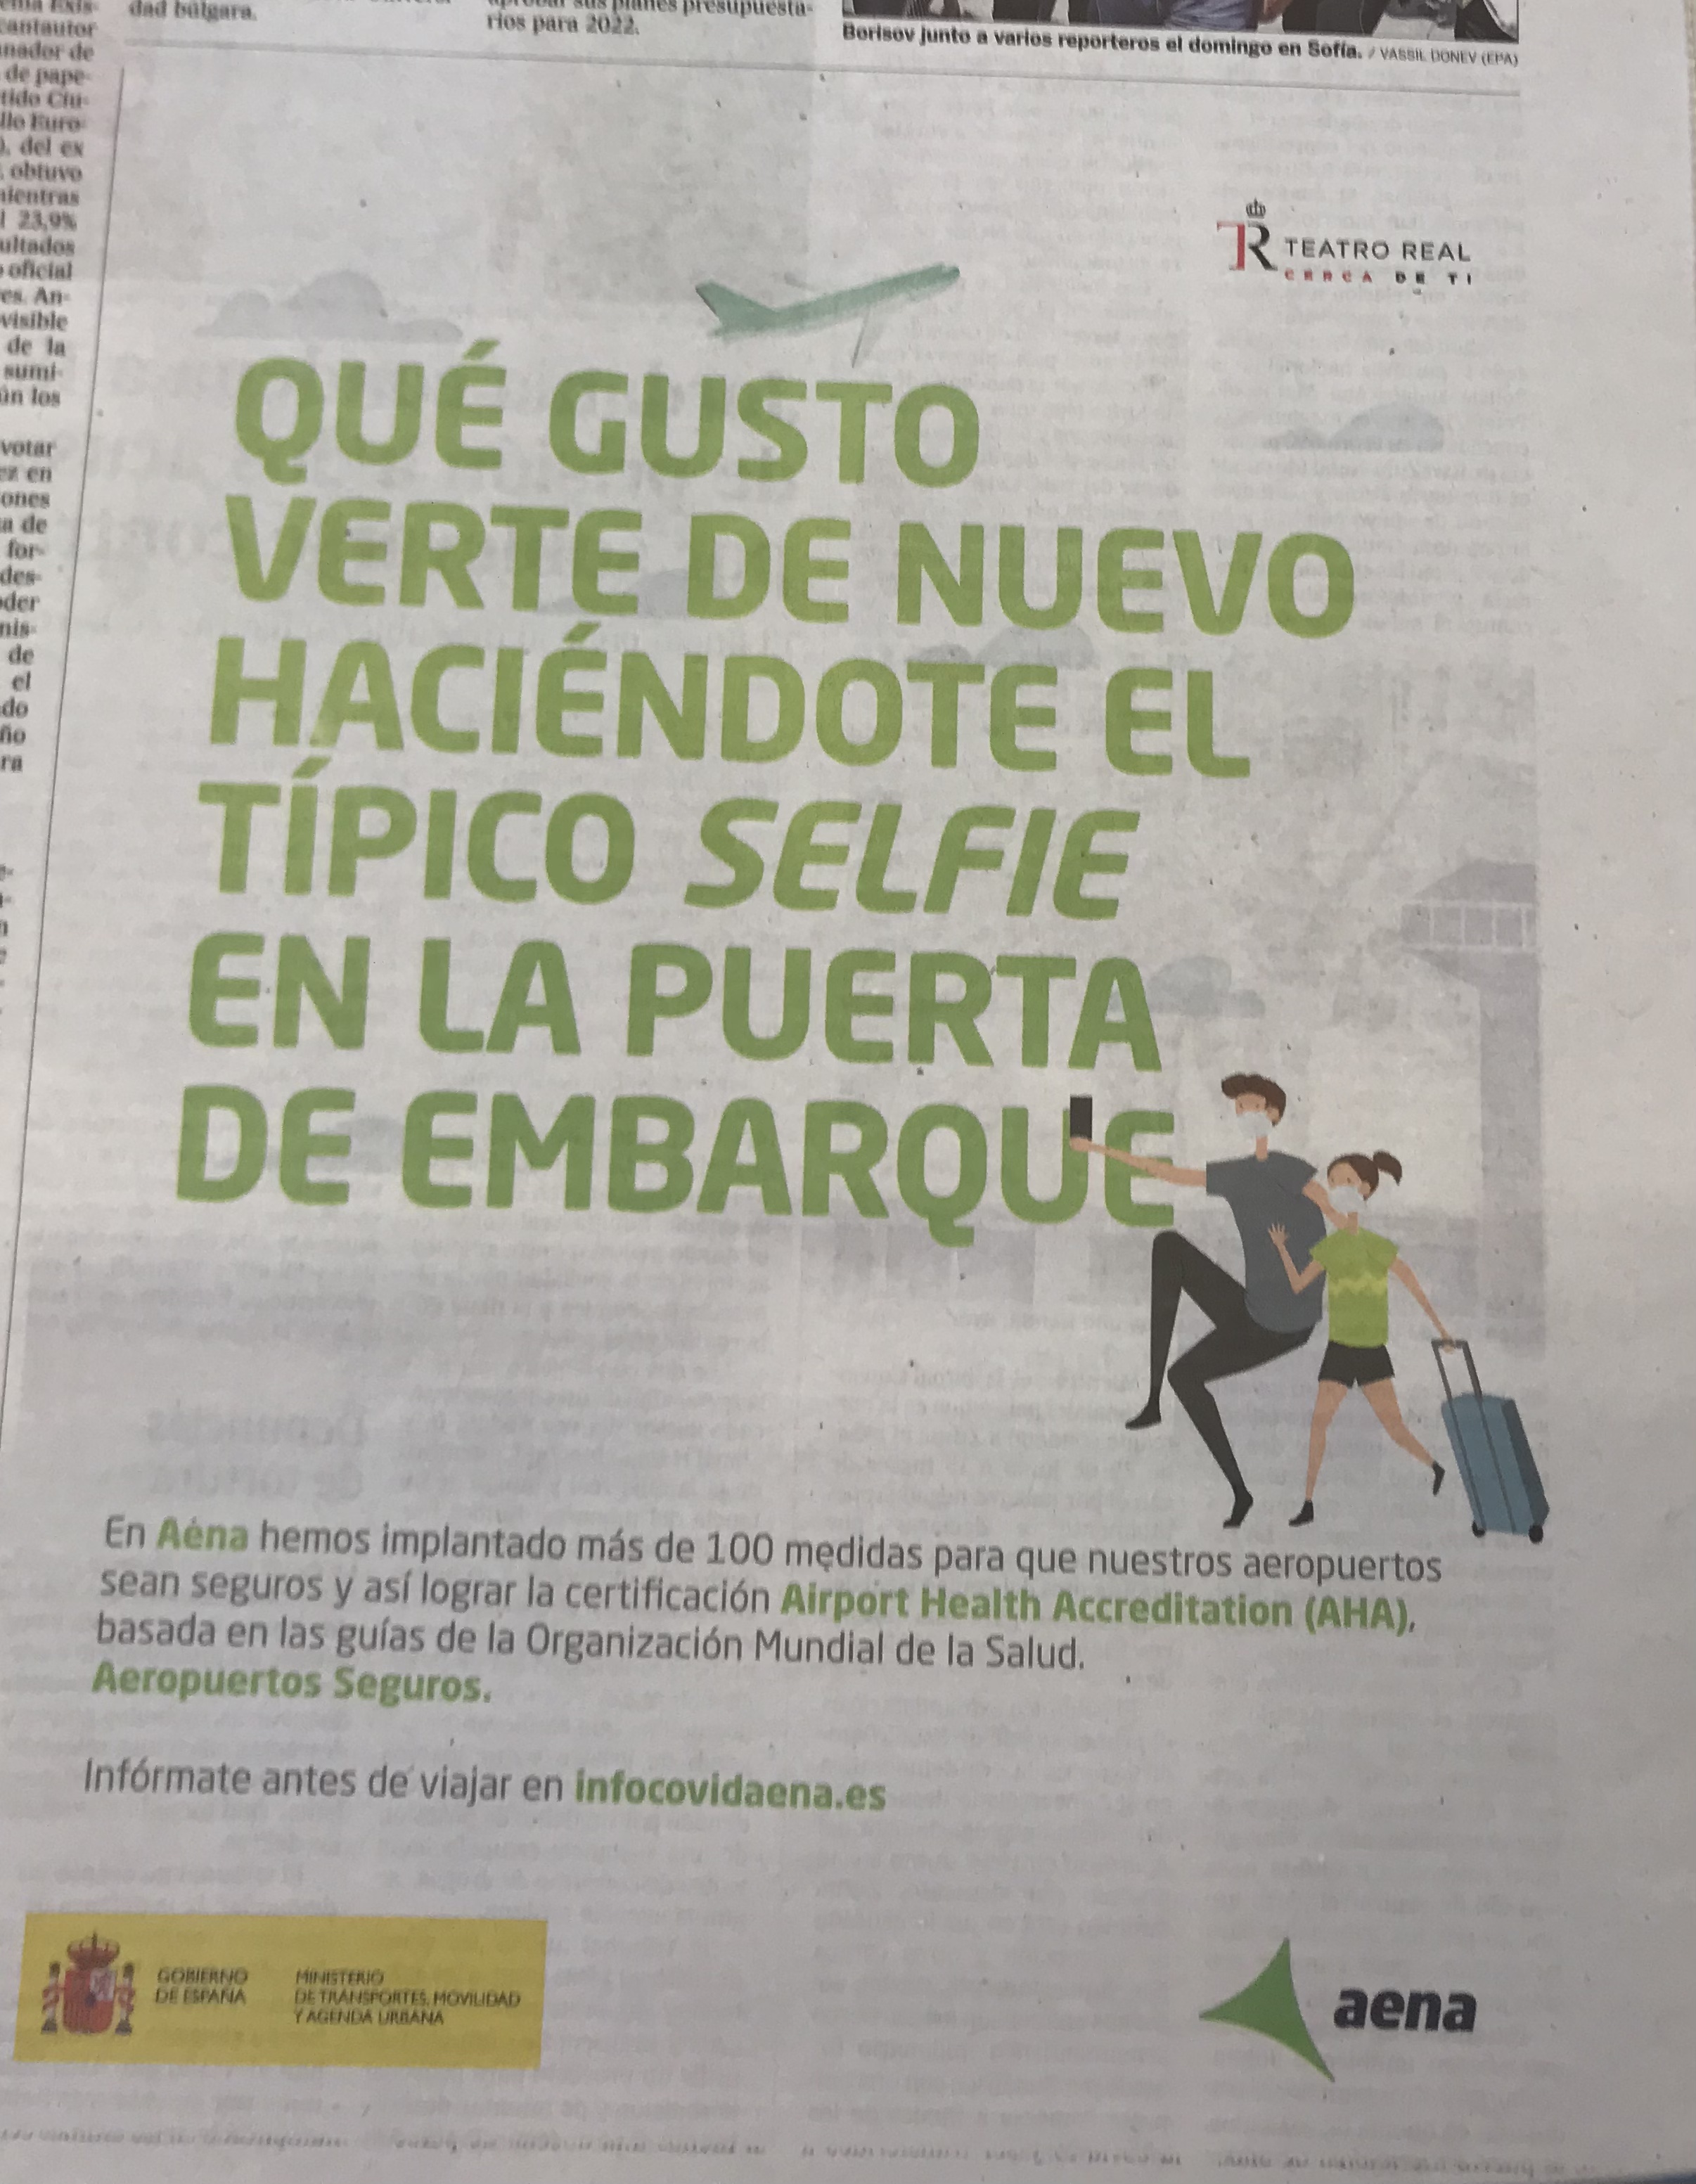 cantautor
nador de
de pape-
tido Ciu-
llo Euro-
), del ex
obtuvo
mientras
l 23,9%
ultados
oficial
es. An-
visible
de la
sumi-
ún los
votar
ez en
ones
a de
for-
des-
der
nis-
de
el
do
ño
ra
dad búlgara.
aprobar sus planes presupuesta-
rios para 2022.
Borisov junto a varios reporteros el domingo en Sofía. / VASSIL DONEV (EPA)
TR TEATRO REAL
CERCA DE TI
QUÉ GUSTO
VERTE DE NUEVO
HACIÉNDOTE EL
TÍPICO SELFIE
EN LA PUERTA
DE EMBARQUE
En Aena hemos implantado más de 100 medidas para que nuestros aeropuertos
sean seguros y así lograr la certificación Airport Health Accreditation (AHA),
basada en las guías de la Organización Mundial de la Salud.
Aeropuertos Seguros.
Infórmate antes de viajar en infocovidaena.es
GOBIERNO
DE ESPAÑA
MINISTERIO
DE TRANSPORTES, MOVILIDAD
Y AGENDA URBANA
aena